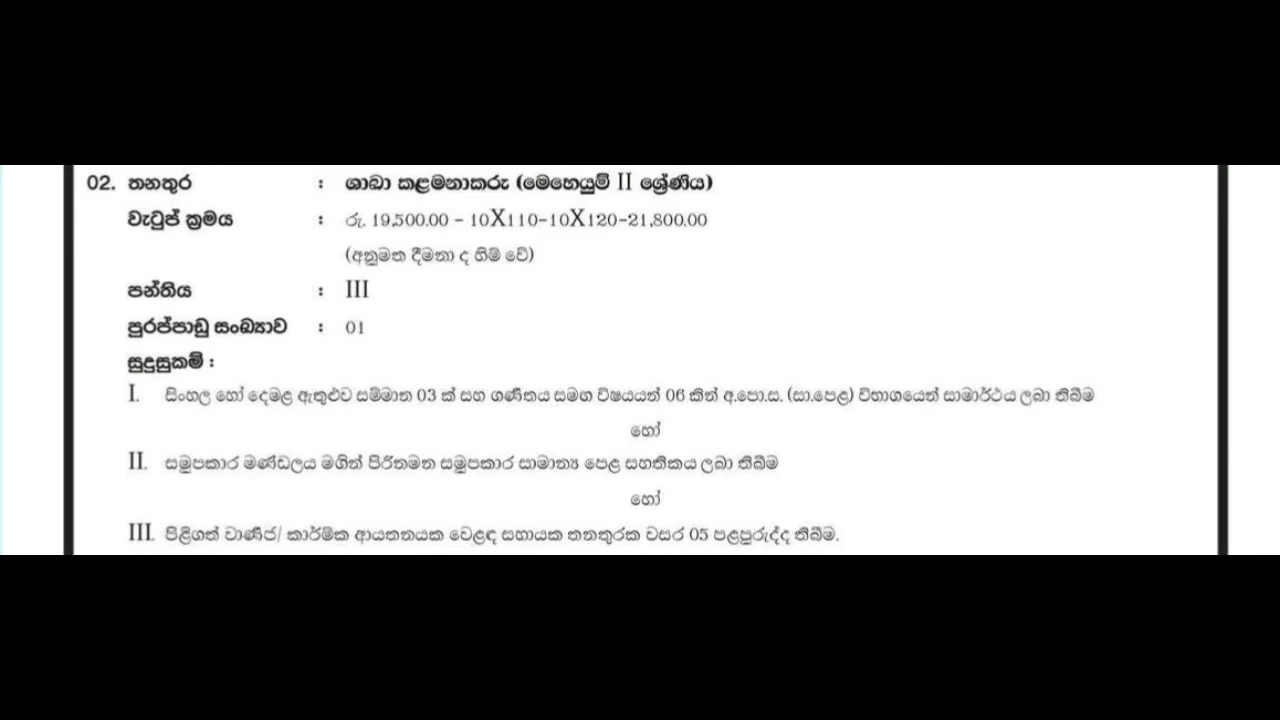 02. තනතුර : ශාඛා කළමනාකරු (මෙහෙයුම් II ශ්‍රේණිය)
වැටුප් ක්‍රමය : රු. 19,500.00 - 10X110-10X120-21,800.00
(අනුමත දීමනා ද හිමි වේ)
පන්තිය : III
පුරප්පාඩු සංඛ්‍යාව : 01
සුදුසුකම් :
I. සිංහල හෝ දෙමළ ඇතුළුව සම්මාන 03 ක් සහ ගණිතය සමඟ විෂයයන් 06 කින් අ.පො.ස. (සා.පෙළ) විභාගයෙන් සාමාර්ථය ලබා තිබීම
හෝ
II. සමුපකාර මණ්ඩලය මගින් පිරිනමන සමුපකාර සාමාන්‍ය පෙළ සහතිකය ලබා තිබීම
හෝ
III. පිළිගත් වාණිජ/ කාර්මික ආයතනයක වෙළඳ සහායක තනතුරක වසර 05 පළපුරුද්ද තිබීම.